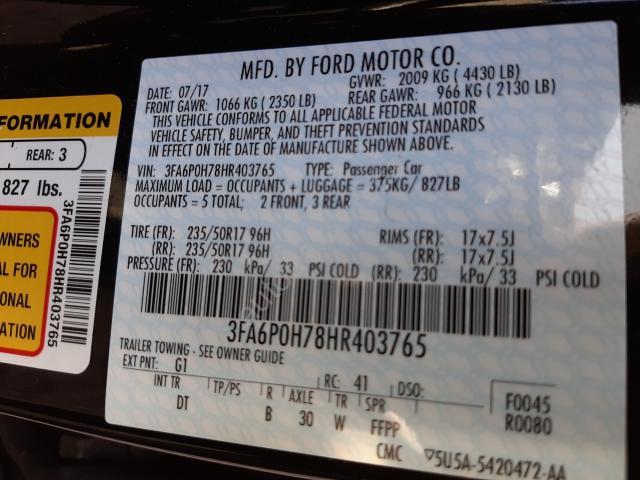 MFD. BY FORD MOTOR CO.
DATE: 07/17 GVWR: 2009 KG ( 4430 LB)
FRONT GAWR: 1066 KG ( 2350 LB) REAR GAWR: 966 KG ( 2130 LB)
THIS VEHICLE CONFORMS TO ALL APPLICABLE FEDERAL MOTOR
VEHICLE SAFETY, BUMPER, AND THEFT PREVENTION STANDARDS
IN EFFECT ON THE DATE OF MANUFACTURE SHOWN ABOVE.
VIN: 3FA6P0H78HR403765 TYPE: Passenger Car
MAXIMUM LOAD = OCCUPANTS + LUGGAGE = 375KG/ 827LB
OCCUPANTS = 5 TOTAL; 2 FRONT, 3 REAR
TIRE (FR): 235/50R17 96H RIMS (FR): 17x7.5J
(RR): 235/50R17 96H (RR): 17x7.5J
PRESSURE (FR): 230 kPa/ 33 PSI COLD (RR): 230 kPa/ 33 PSI COLD
3FA6P0H78HR403765
TRAILER TOWING - SEE OWNER GUIDE
EXT PNT: G1 RC: 41 DSO: F0045
INT TR TP/PS R AXLE TR SPR R0080
DT B 30 W FFPP
CMC ▽5U5A-5420472-AA
FORMATION
REAR: 3
827 lbs.
WNERS
AL FOR
ONAL
ATION
3FA6P0H78HR403765